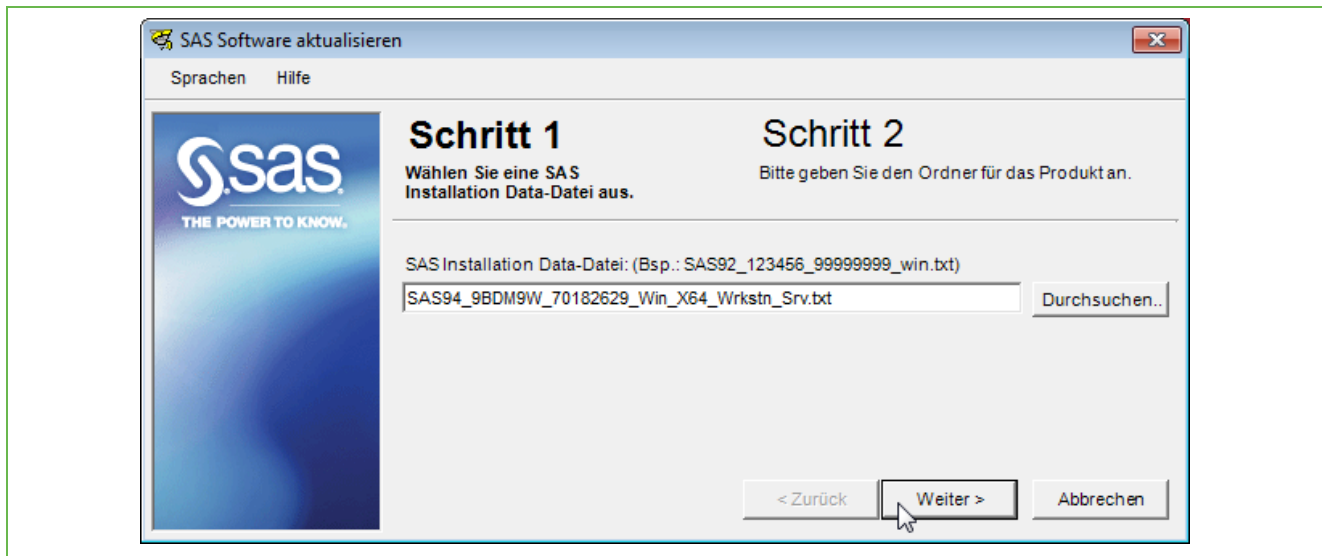 SAS Software aktualisieren
Sprachen Hilfe
Ssas
THE POWER TO KNOW.
Schritt 1
Wählen Sie eine SAS
Installation Data-Datei aus.
Schritt 2
Bitte geben Sie den Ordner für das Produkt an.
SAS Installation Data-Datei: (Bsp.: SAS92_123456_99999999_win.txt)
SAS94_9BDM9W_70182629_Win_X64_Wrkstn_Srv.txt
Durchsuchen..
< Zurück
Weiter >
Abbrechen